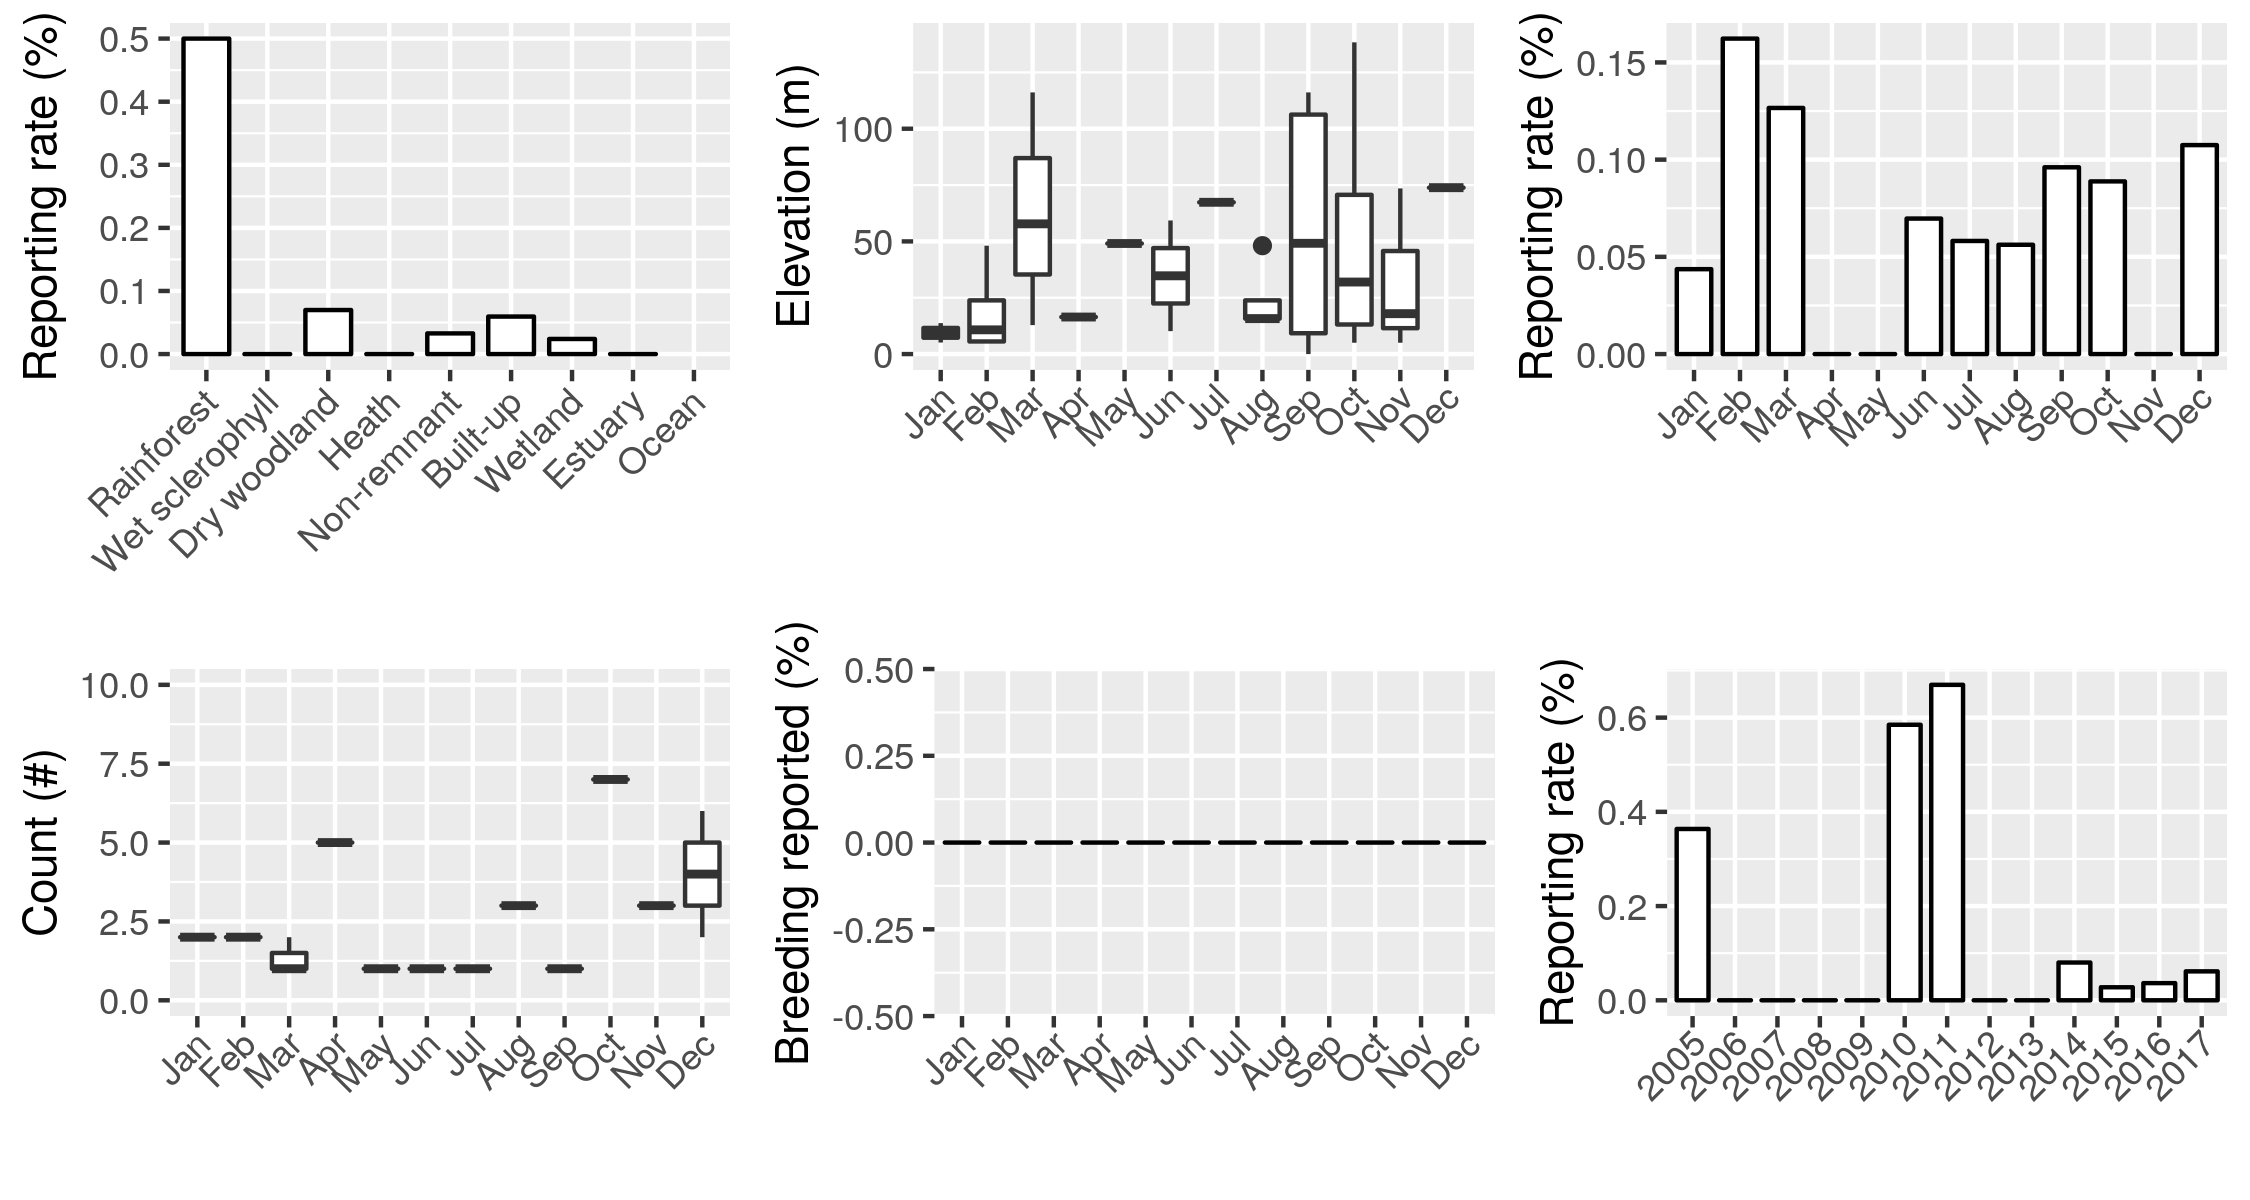 Reporting rate (%)
0.5
0.4
0.3
0.2
0.1
0.0
Rainforest
Wet sclerophyll
Dry woodland
Heath
Non-remnant
Built-up
Wetland
Estuary
Ocean
Elevation (m)
100
50
0
Jan
Feb
Mar
Apr
May
Jun
Jul
Aug
Sep
Oct
Nov
Dec
Reporting rate (%)
0.15
0.10
0.05
0.00
Jan
Feb
Mar
Apr
May
Jun
Jul
Aug
Sep
Oct
Nov
Dec
Count (#)
10.0
7.5
5.0
2.5
0.0
Jan
Feb
Mar
Apr
May
Jun
Jul
Aug
Sep
Oct
Nov
Dec
Breeding reported (%)
0.50
0.25
0.00
-0.25
-0.50
Jan
Feb
Mar
Apr
May
Jun
Jul
Aug
Sep
Oct
Nov
Dec
Reporting rate (%)
0.6
0.4
0.2
0.0
2005
2006
2007
2008
2009
2010
2011
2012
2013
2014
2015
2016
2017